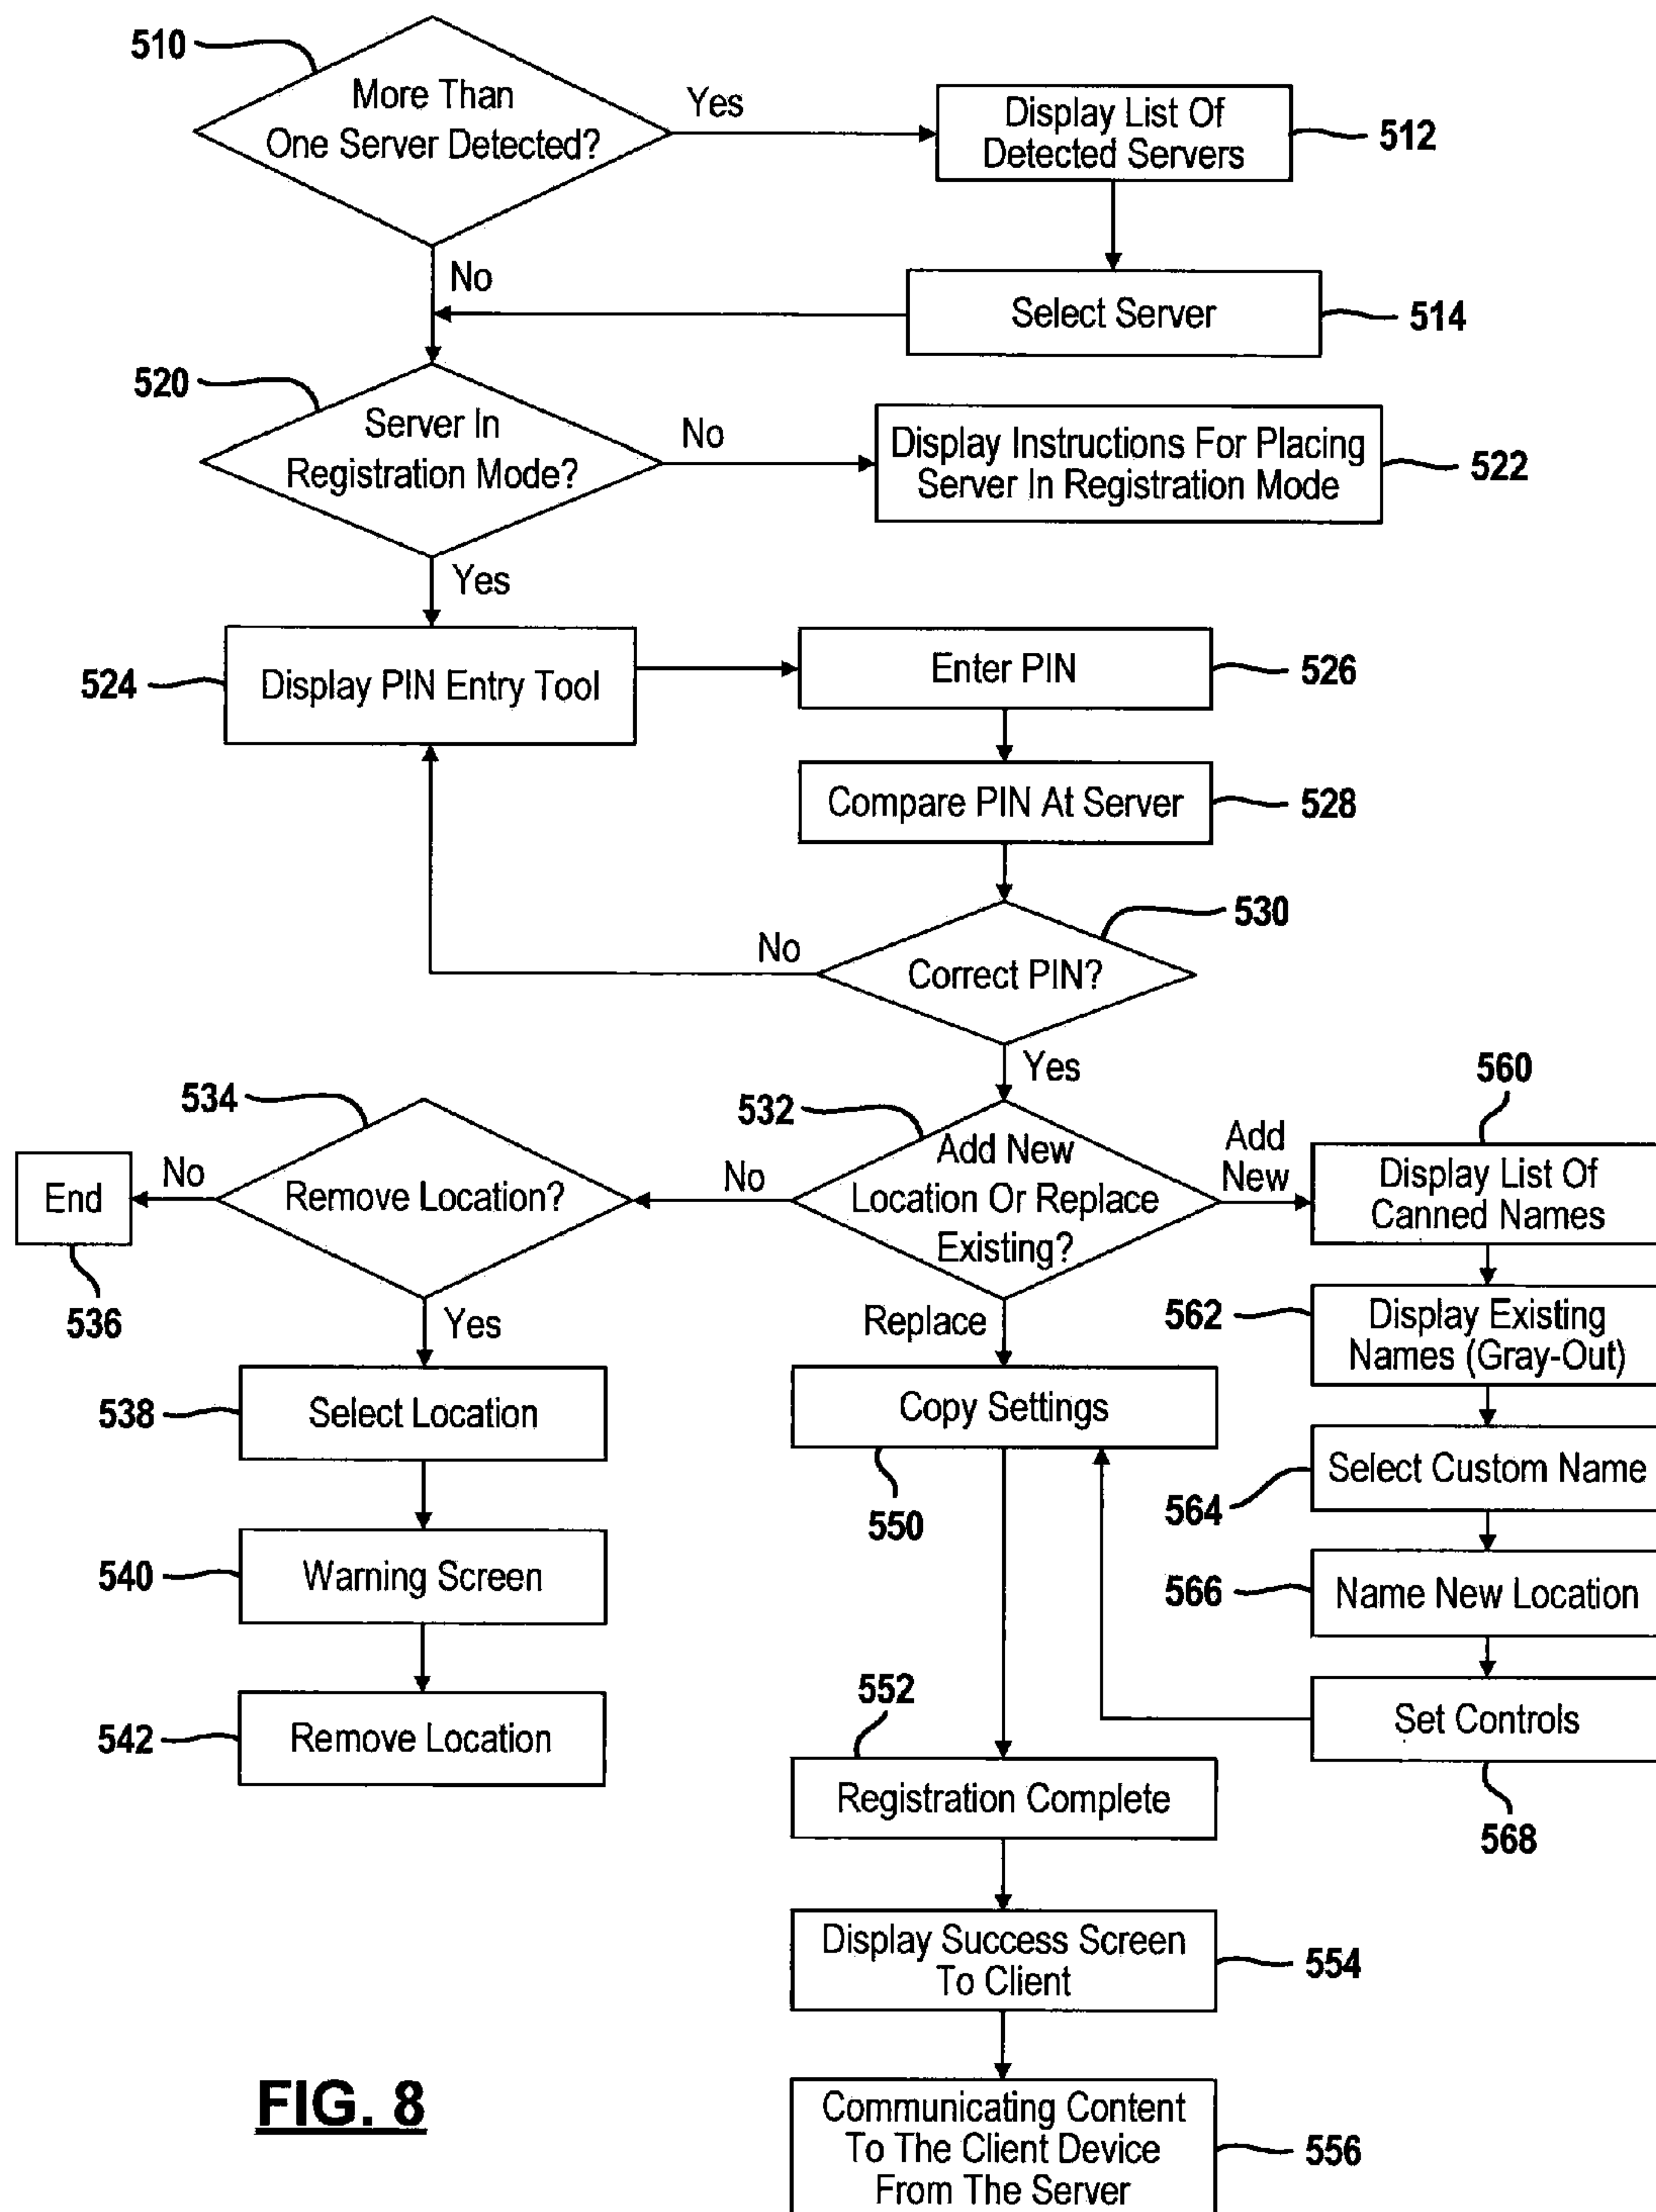 510
More Than
One Server Detected?
Yes
Display List Of
Detected Servers
512
No
Select Server
514
520
Server In
Registration Mode?
No
Display Instructions For Placing
Server In Registration Mode
522
Yes
524
Display PIN Entry Tool
Enter PIN
526
Compare PIN At Server
528
530
No
Correct PIN?
Yes
534
532
560
Add New
Location Or Replace
Existing?
Add
New
Display List Of
Canned Names
End
No
Remove Location?
No
536
Yes
Replace
562
Display Existing
Names (Gray-Out)
538
Select Location
Copy Settings
550
564
Select Custom Name
540
Warning Screen
566
Name New Location
542
Remove Location
552
Set Controls
568
Registration Complete
Display Success Screen
To Client
554
Communicating Content
To The Client Device
From The Server
556
FIG. 8